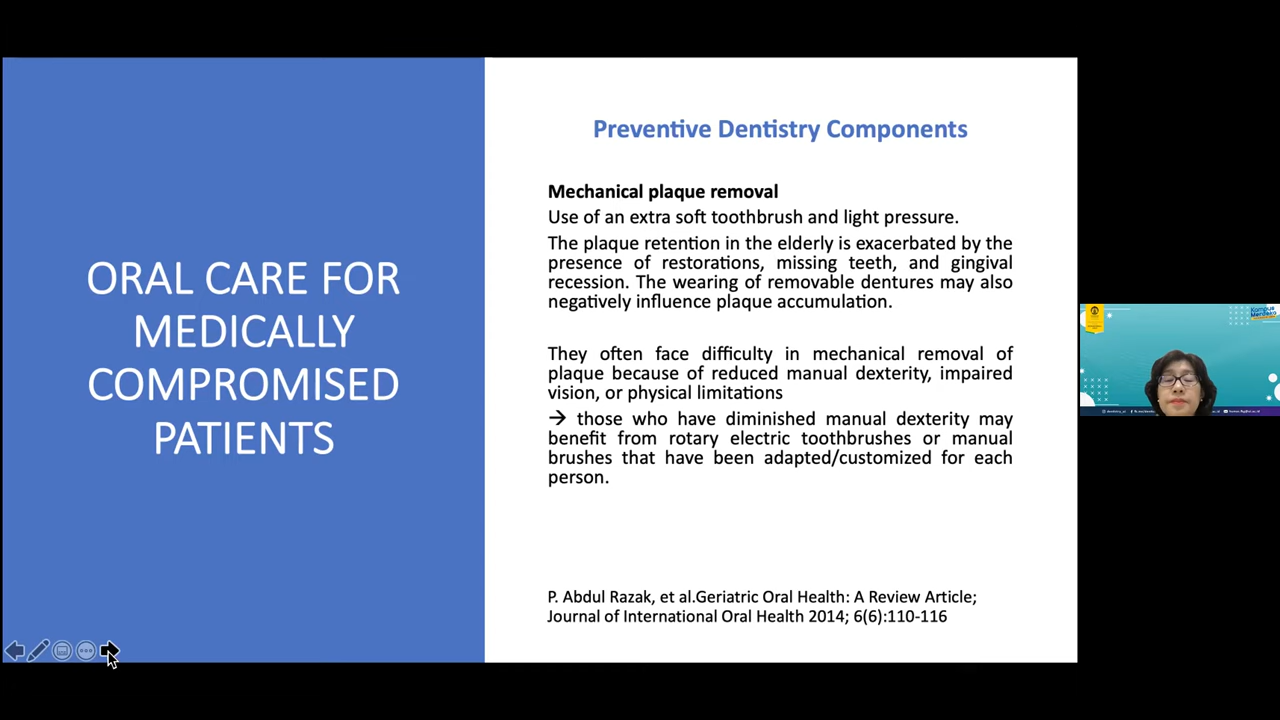 ORAL CARE FOR
MEDICALLY
COMPROMISED
PATIENTS
Preventive Dentistry Components
Mechanical plaque removal
Use of an extra soft toothbrush and light pressure.
The plaque retention in the elderly is exacerbated by the
presence of restorations, missing teeth, and gingival
recession. The wearing of removable dentures may also
negatively influence plaque accumulation.
They often face difficulty in mechanical removal of
plaque because of reduced manual dexterity, impaired
vision, or physical limitations
→ those who have diminished manual dexterity may
benefit from rotary electric toothbrushes or manual
brushes that have been adapted/customized for each
person.
P. Abdul Razak, et al.Geriatric Oral Health: A Review Article;
Journal of International Oral Health 2014; 6(6):110-116
Kampus
Merdeka